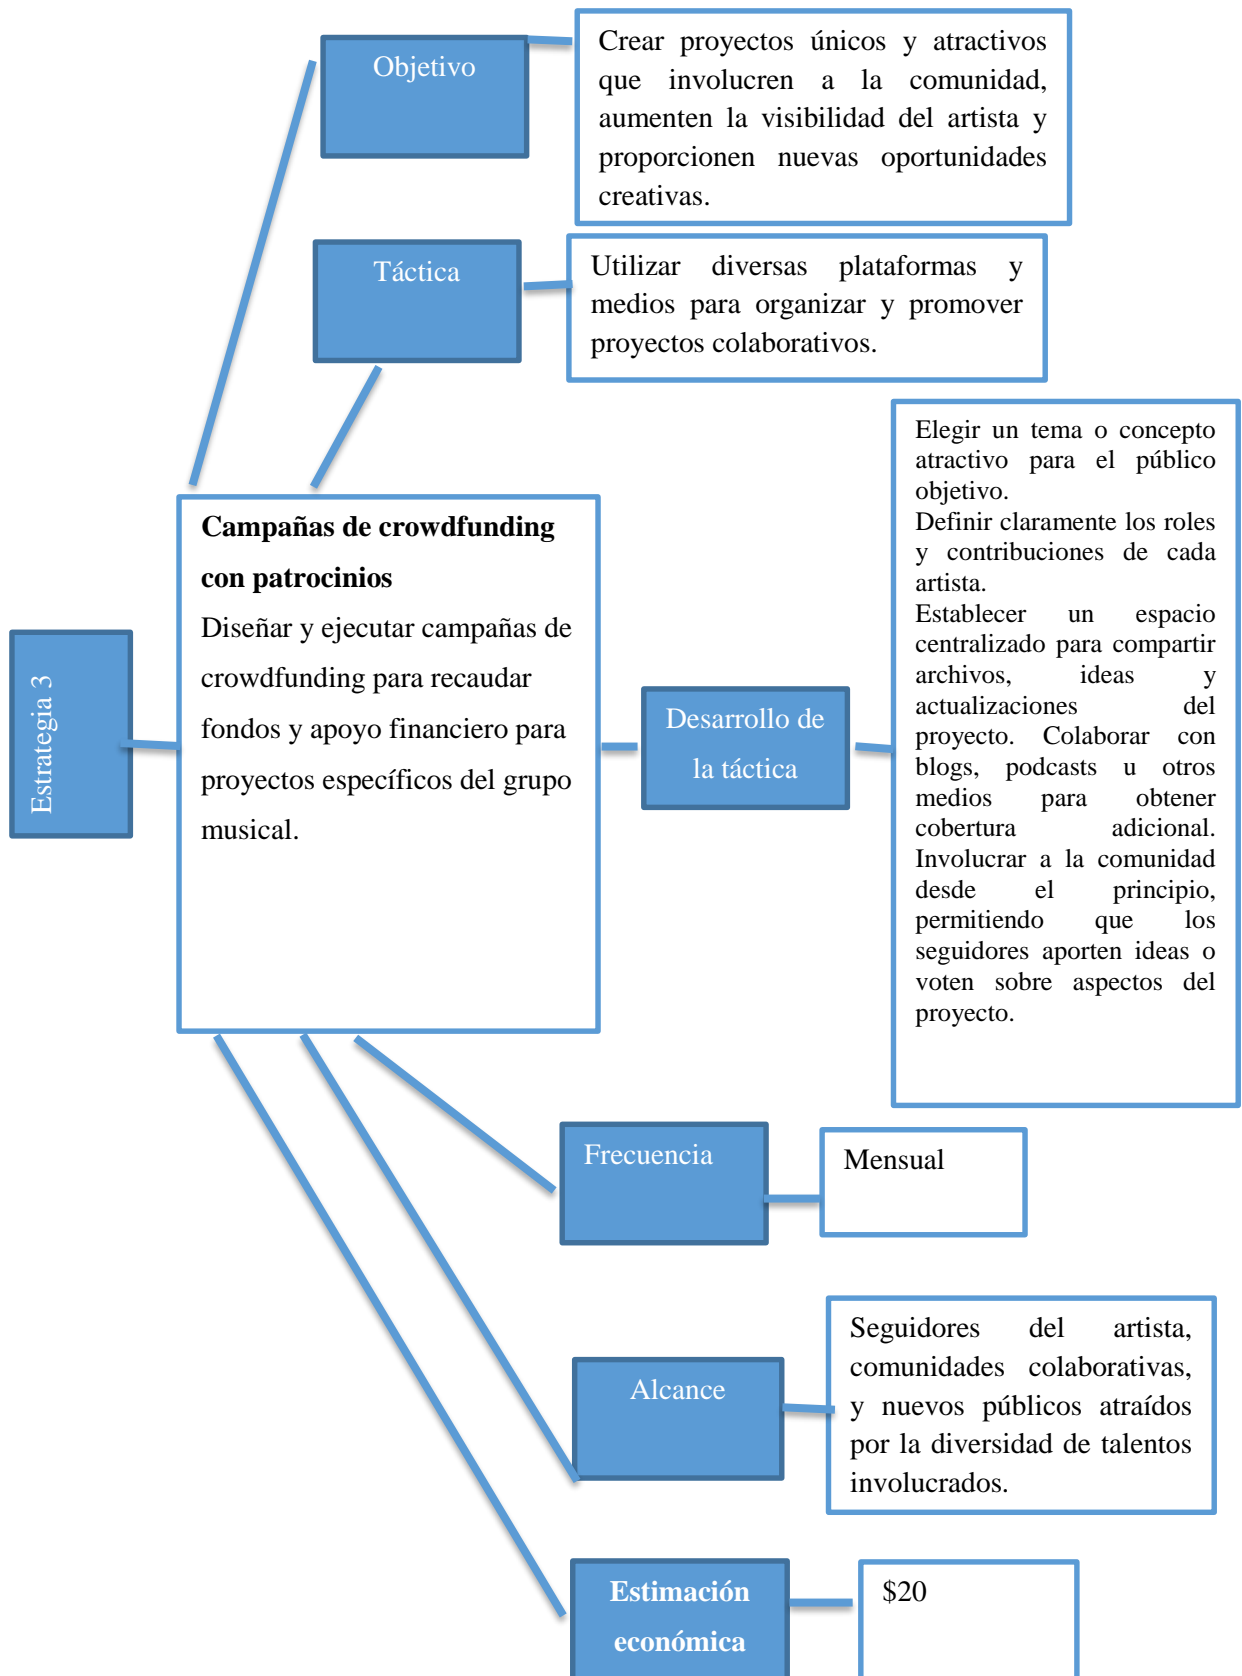 Objetivo
Crear proyectos únicos y atractivos
que involucren a la comunidad,
aumenten la visibilidad del artista y
proporcionen nuevas oportunidades
creativas.
Táctica
Utilizar diversas plataformas y
medios para organizar y promover
proyectos colaborativos.
Estrategia 3
Campañas de crowdfunding
con patrocinios
Diseñar y ejecutar campañas de
crowdfunding para recaudar
fondos y apoyo financiero para
proyectos específicos del grupo
musical.
Desarrollo de
la táctica
Elegir un tema o concepto
atractivo para el público
objetivo.
Definir claramente los roles
y contribuciones de cada
artista.
Establecer un espacio
centralizado para compartir
archivos, ideas y
actualizaciones del
proyecto. Colaborar con
blogs, podcasts u otros
medios para obtener
cobertura adicional.
Involucrar a la comunidad
desde el principio,
permitiendo que los
seguidores aporten ideas o
voten sobre aspectos del
proyecto.
Frecuencia
Mensual
Alcance
Seguidores del artista,
comunidades colaborativas,
y nuevos públicos atraídos
por la diversidad de talentos
involucrados.
Estimación
económica
$20